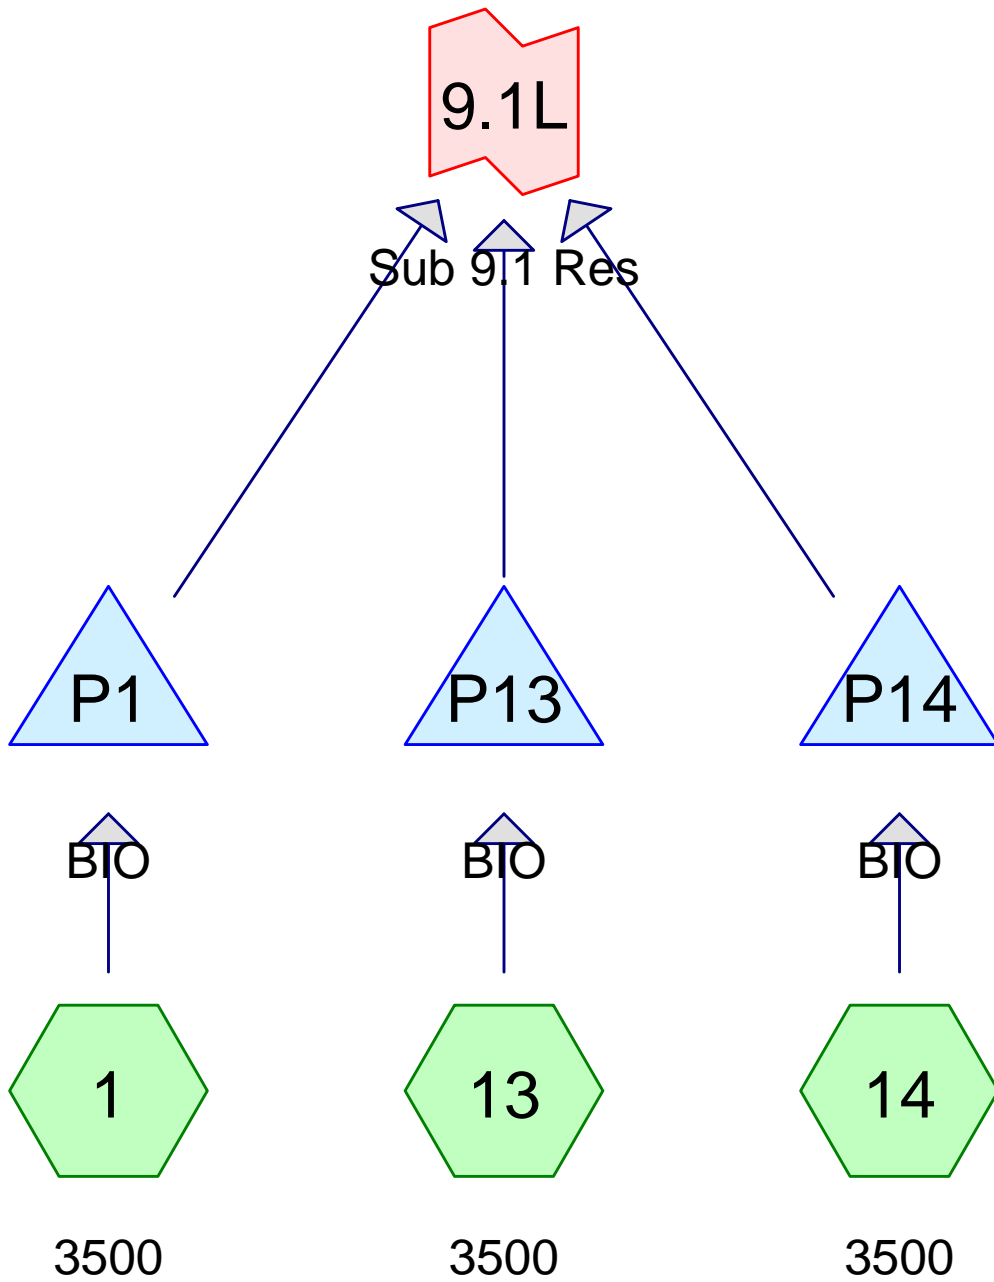 9.1L
Sub 9.1 Res
P1 P13 P14
BIO BIO BIO
1 13 14
3500 3500 3500